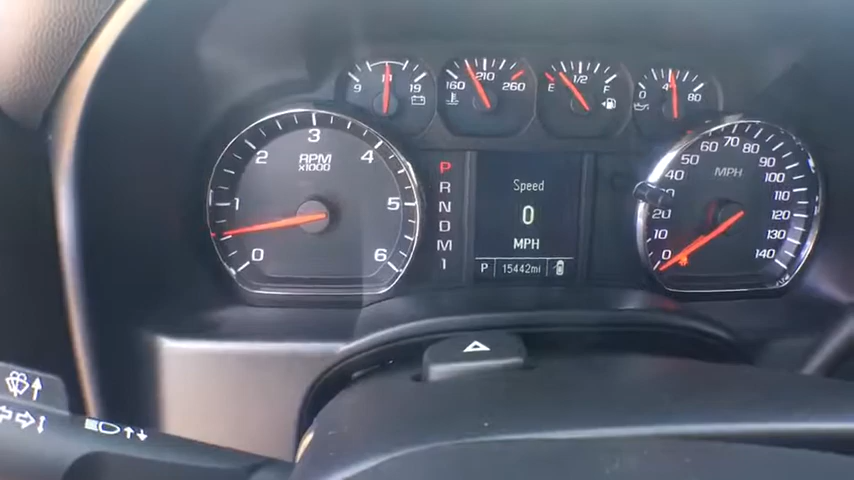 9 14 19
160 210 260
E 1/2 F
0 40 80
0 1 2 3 4 5 6
RPM
x1000
P
R
N
D
M
1
Speed
0
MPH
P 15442mi
MPH
0 10 20 40 50 60 70 80 90 100 110 120 130 140